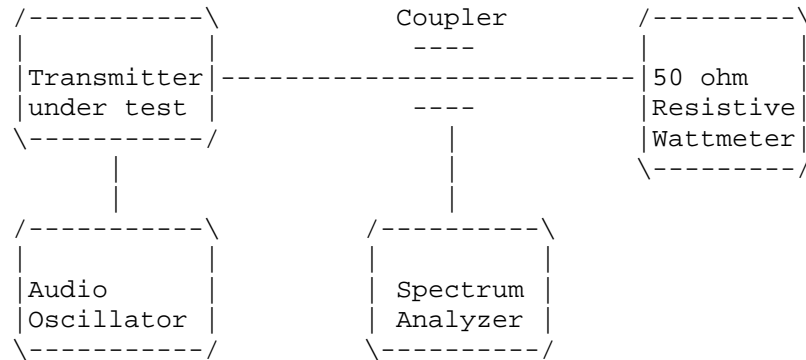 Coupler
Transmitter
under test
50 ohm
Resistive
Wattmeter
Audio
Oscillator
Spectrum
Analyzer